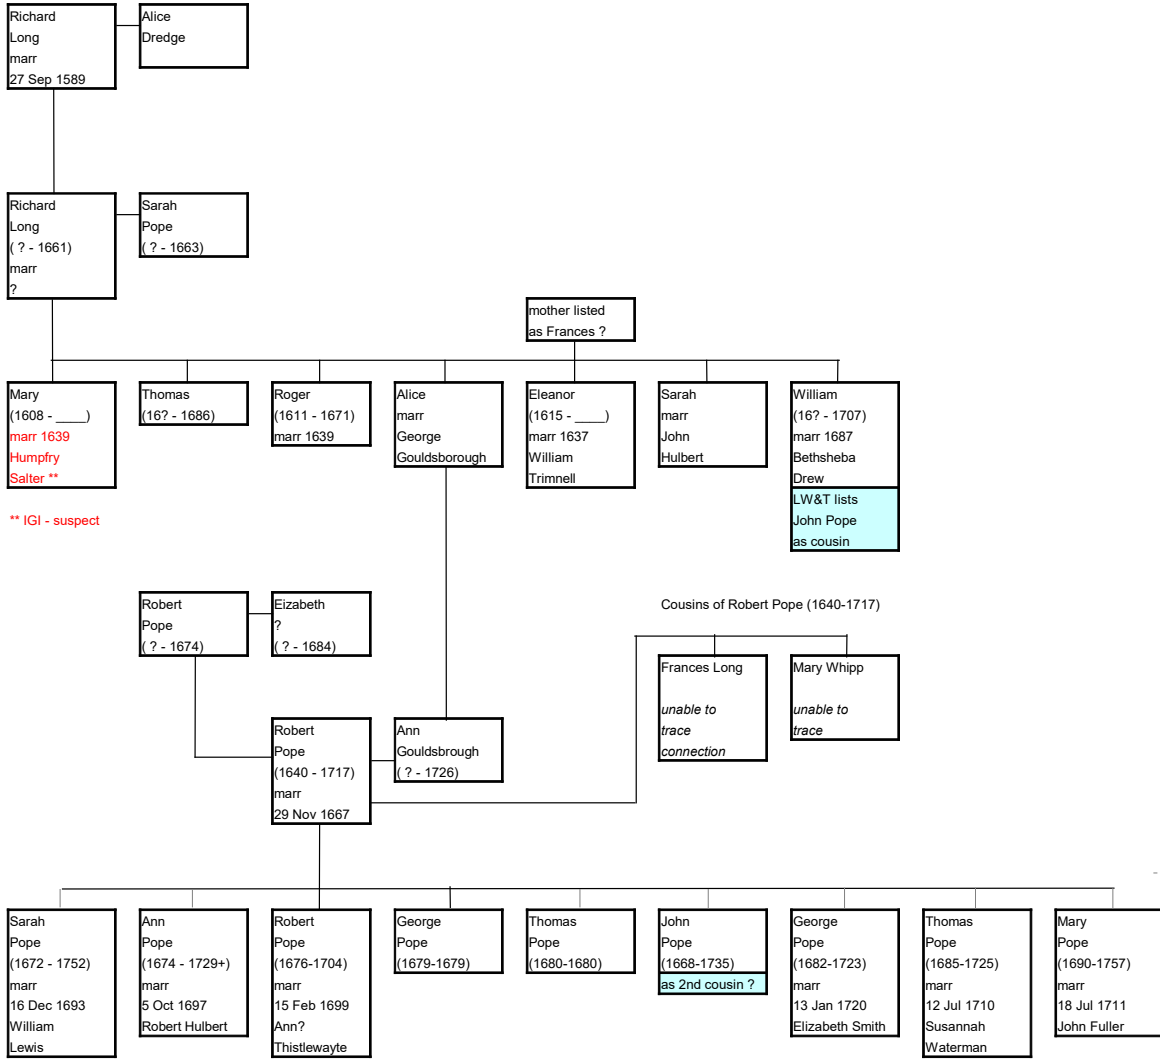 Richard
Long
marr
27 Sep 1589
Alice
Dredge
Richard
Long
( ? - 1661)
marr
?
Sarah
Pope
( ? - 1663)
mother listed
as Frances ?
Mary
(1608 - ____)
marr 1639
Humpfry
Salter **
Thomas
(16? - 1686)
Roger
(1611 - 1671)
marr 1639
Alice
marr
George
Gouldsborough
Eleanor
(1615 - ____)
marr 1637
William
Trimnell
Sarah
marr
John
Hulbert
William
(16? - 1707)
marr 1687
Bethsheba
Drew
LW&T lists
John Pope
as cousin
** IGI - suspect
Robert
Pope
( ? - 1674)
Eizabeth
?
( ? - 1684)
Cousins of Robert Pope (1640-1717)
Frances Long
unable to
trace
connection
Mary Whipp
unable to
trace
Robert
Pope
(1640 - 1717)
marr
29 Nov 1667
Ann
Gouldsbrough
( ? - 1726)
Sarah
Pope
(1672 - 1752)
marr
16 Dec 1693
William
Lewis
Ann
Pope
(1674 - 1729+)
marr
5 Oct 1697
Robert Hulbert
Robert
Pope
(1676-1704)
marr
15 Feb 1699
Ann?
Thistlewayte
George
Pope
(1679-1679)
Thomas
Pope
(1680-1680)
John
Pope
(1668-1735)
as 2nd cousin ?
George
Pope
(1682-1723)
marr
13 Jan 1720
Elizabeth Smith
Thomas
Pope
(1685-1725)
marr
12 Jul 1710
Susannah
Waterman
Mary
Pope
(1690-1757)
marr
18 Jul 1711
John Fuller